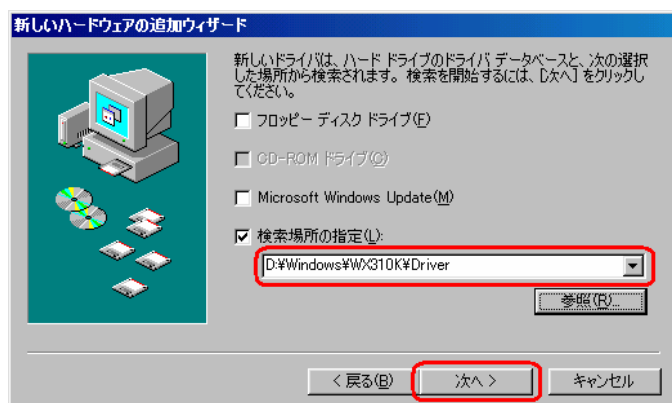 新しいハードウェアの追加ウィザード
新しいドライバは、ハード ドライブのドライバ データベースと、次の選択
した場所から検索されます。検索を開始するには、[次へ] をクリックし
てください。
フロッピー ディスク ドライブ(F)
CD-ROM ドライブ(C)
Microsoft Windows Update(M)
検索場所の指定(L):
D:¥Windows¥WX310K¥Driver
参照(R)...
< 戻る(B)
次へ >
キャンセル